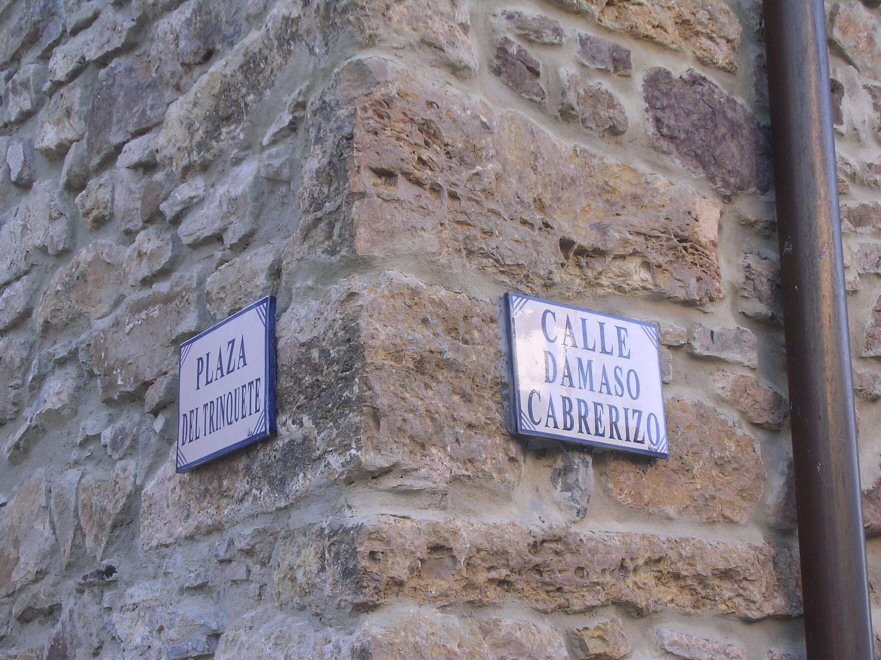 PLAZA
DEL TRINQUETE
CALLE
DAMASO
CABRERIZO